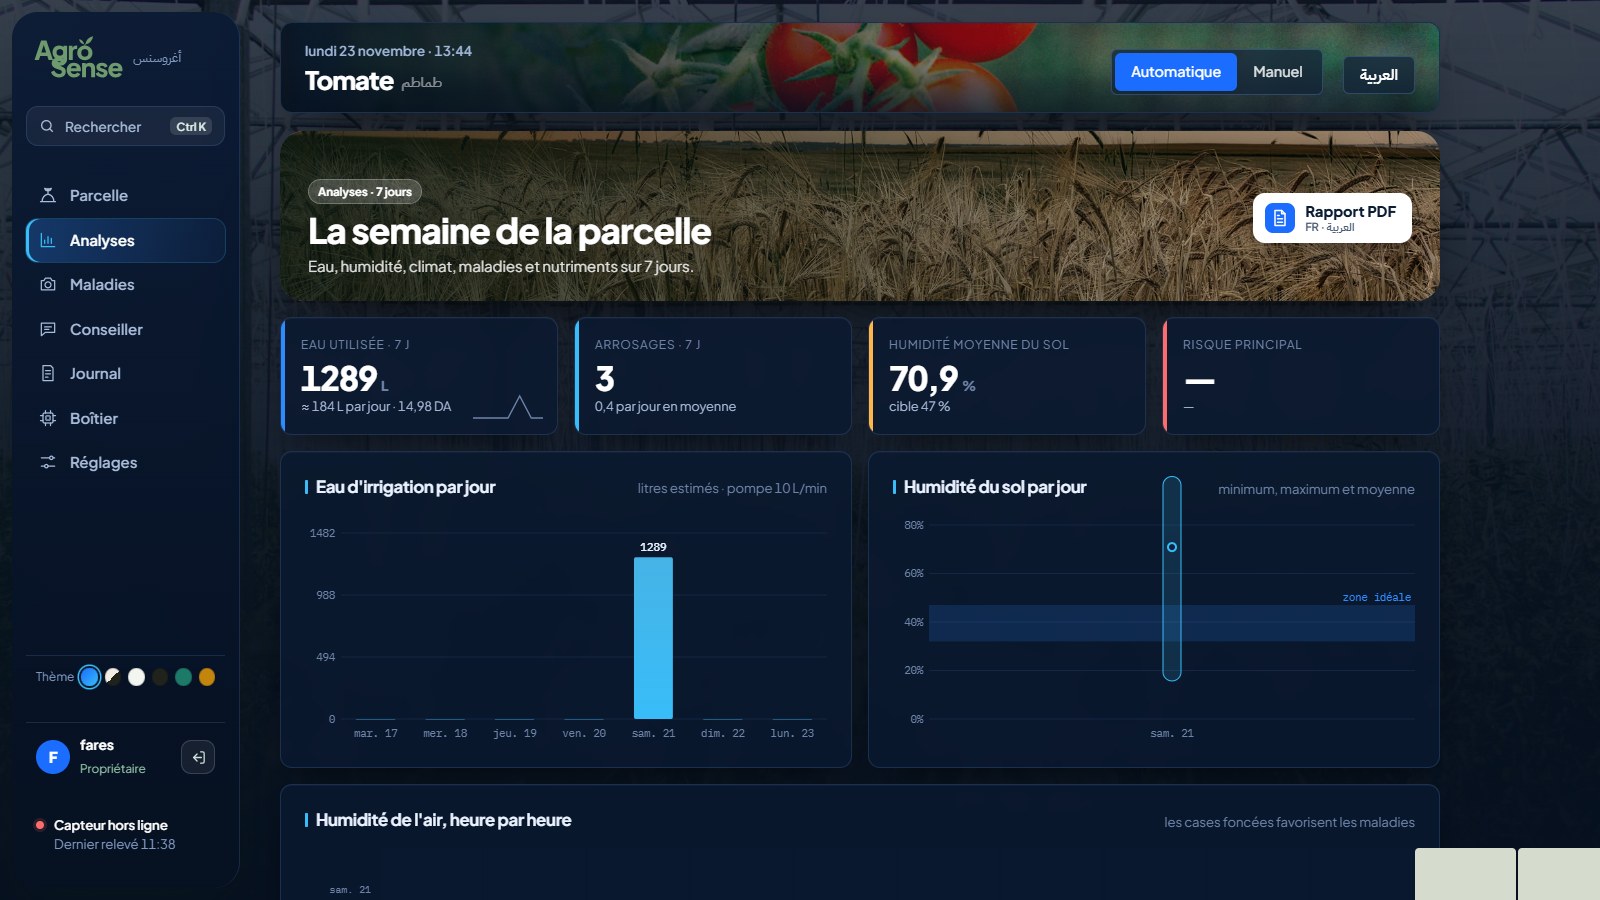 Agro
Sense
أغروسنس
Rechercher
Ctrl K
Parcelle
Analyses
Maladies
Conseiller
Journal
Boîtier
Réglages
Thème
F
fares
Propriétaire
Capteur hors ligne
Dernier relevé 11:38
lundi 23 novembre · 13:44
Tomate طماطم
Automatique
Manuel
العربية
Analyses · 7 jours
La semaine de la parcelle
Eau, humidité, climat, maladies et nutriments sur 7 jours.
Rapport PDF
FR · العربية
EAU UTILISÉE · 7 J
1289 L
≈ 184 L par jour · 14,98 DA
ARROSAGES · 7 J
3
0,4 par jour en moyenne
HUMIDITÉ MOYENNE DU SOL
70,9 %
cible 47 %
RISQUE PRINCIPAL
—
—
Eau d'irrigation par jour
litres estimés · pompe 10 L/min
1482
988
494
0
1289
mar. 17
mer. 18
jeu. 19
ven. 20
sam. 21
dim. 22
lun. 23
Humidité du sol par jour
minimum, maximum et moyenne
80%
60%
40%
20%
0%
zone idéale
sam. 21
Humidité de l'air, heure par heure
les cases foncées favorisent les maladies
sam. 21